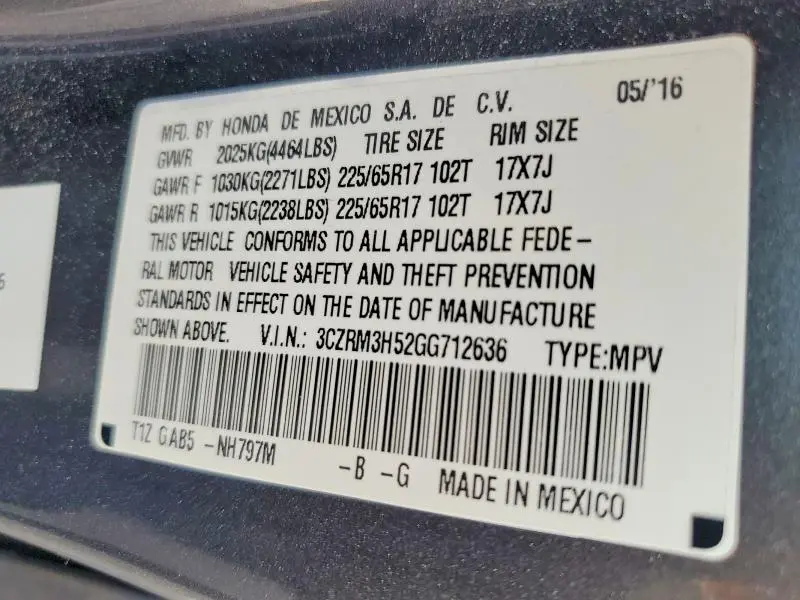 05/'16
MFD. BY HONDA DE MEXICO S.A. DE C.V.
GVWR 2025KG(4464LBS) TIRE SIZE RIM SIZE
GAWR F 1030KG(2271LBS) 225/65R17 102T 17X7J
GAWR R 1015KG(2238LBS) 225/65R17 102T 17X7J
THIS VEHICLE CONFORMS TO ALL APPLICABLE FEDE-
RAL MOTOR VEHICLE SAFETY AND THEFT PREVENTION
STANDARDS IN EFFECT ON THE DATE OF MANUFACTURE
SHOWN ABOVE. V.I.N.: 3CZRM3H52GG712636 TYPE:MPV
T1Z GAB5 -NH797M -B -G MADE IN MEXICO